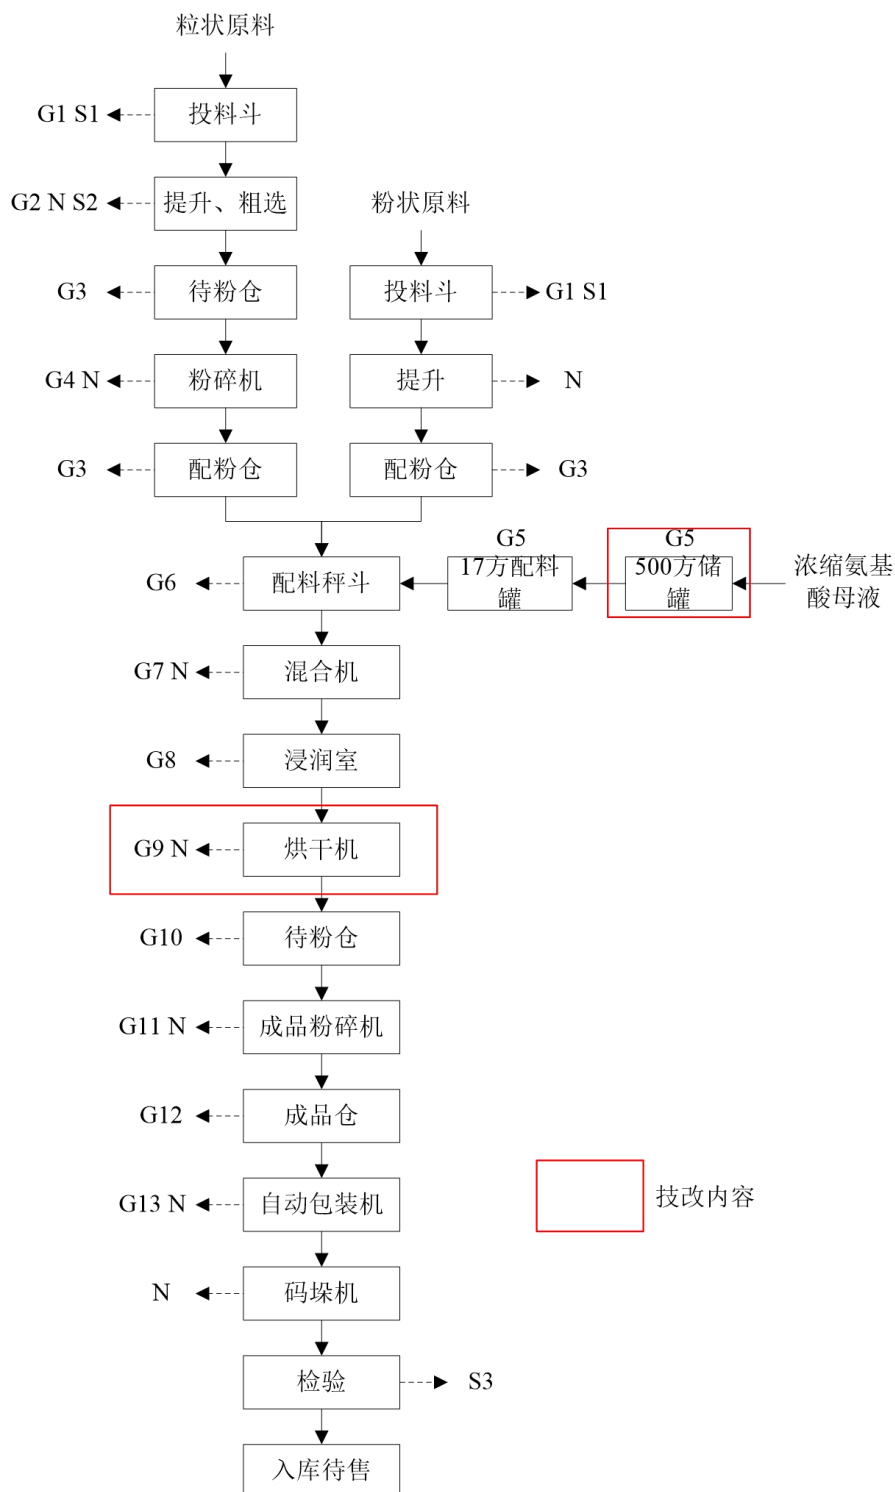 粒状原料
G1 S1
投料斗
G2 N S2
提升、粗选
粉状原料
G3
待粉仓
投料斗
G1 S1
G4 N
粉碎机
提升
N
G3
配粉仓
配粉仓
G3
G5
G5
G6
配料秤斗
17方配料
罐
500方储
罐
浓缩氨基
酸母液
G7 N
混合机
G8
浸润室
G9 N
烘干机
G10
待粉仓
G11 N
成品粉碎机
G12
成品仓
G13 N
自动包装机
技改内容
N
码垛机
检验
S3
入库待售